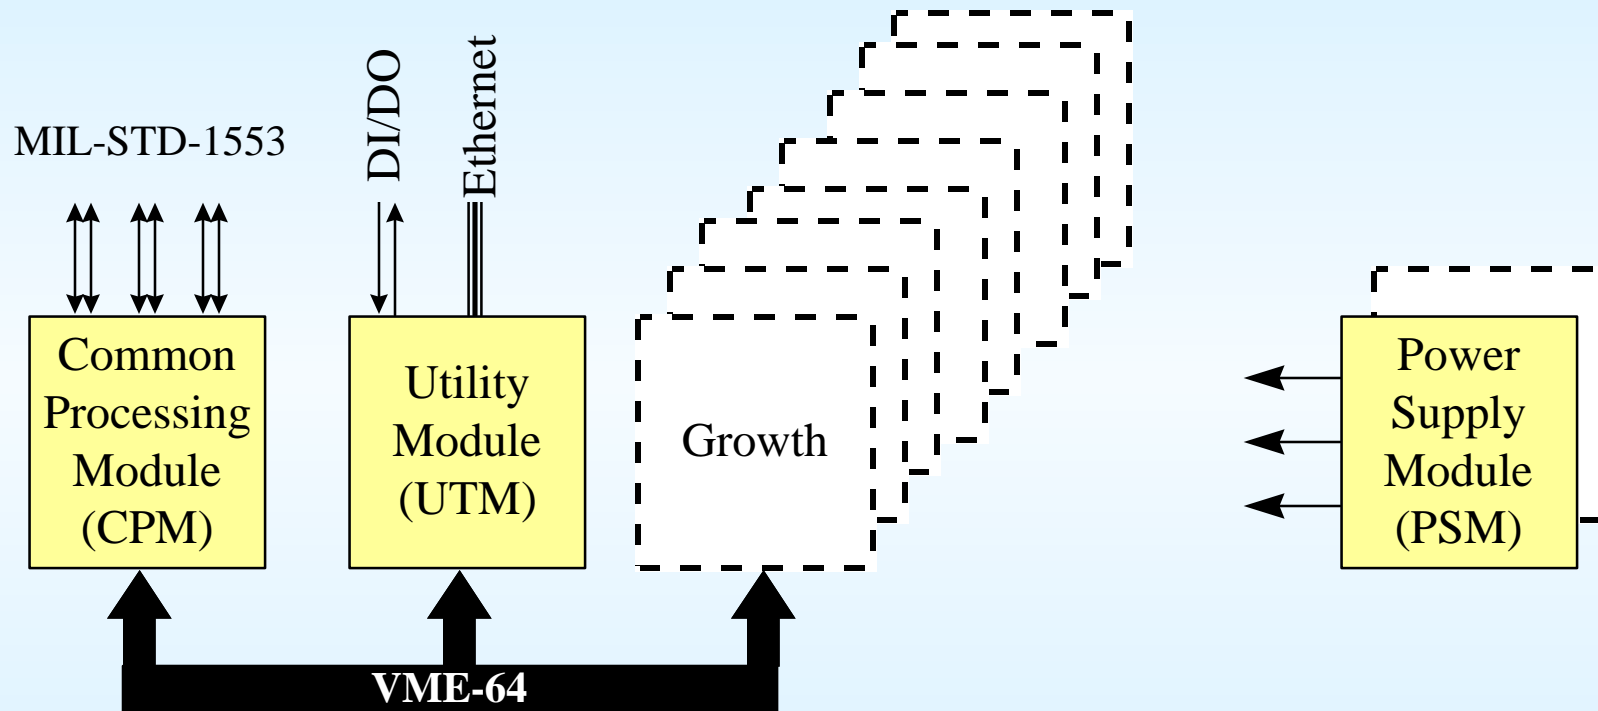 MIL-STD-1553
DI/DO
Ethernet
Common
Processing
Module
(CPM)
Utility
Module
(UTM)
Growth
Power
Supply
Module
(PSM)
VME-64